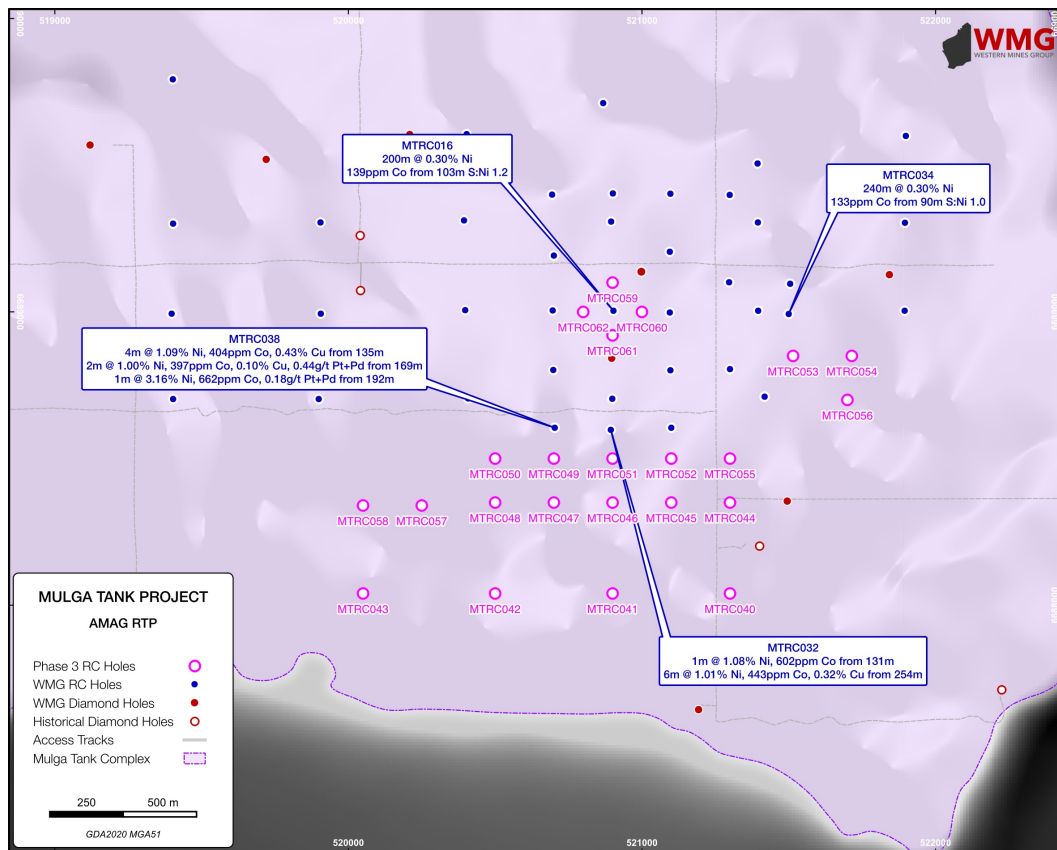 519000
520000
521000
522000
WMG
WESTERN MINES GROUP
MTRC016
200m @ 0.30% Ni
139ppm Co from 103m S:Ni 1.2
MTRC034
240m @ 0.30% Ni
133ppm Co from 90m S:Ni 1.0
MTRC059
MTRC062
MTRC060
MTRC061
MTRC038
4m @ 1.09% Ni, 404ppm Co, 0.43% Cu from 135m
2m @ 1.00% Ni, 397ppm Co, 0.10% Cu, 0.44g/t Pt+Pd from 169m
1m @ 3.16% Ni, 662ppm Co, 0.18g/t Pt+Pd from 192m
MTRC053
MTRC054
MTRC056
MTRC050
MTRC049
MTRC051
MTRC052
MTRC055
MTRC058
MTRC057
MTRC048
MTRC047
MTRC046
MTRC045
MTRC044
MTRC043
MTRC042
MTRC041
MTRC040
MTRC032
1m @ 1.08% Ni, 602ppm Co from 131m
6m @ 1.01% Ni, 443ppm Co, 0.32% Cu from 254m
MULGA TANK PROJECT
AMAG RTP
Phase 3 RC Holes
WMG RC Holes
WMG Diamond Holes
Historical Diamond Holes
Access Tracks
Mulga Tank Complex
250
500 m
GDA2020 MGA51
520000
521000
522000